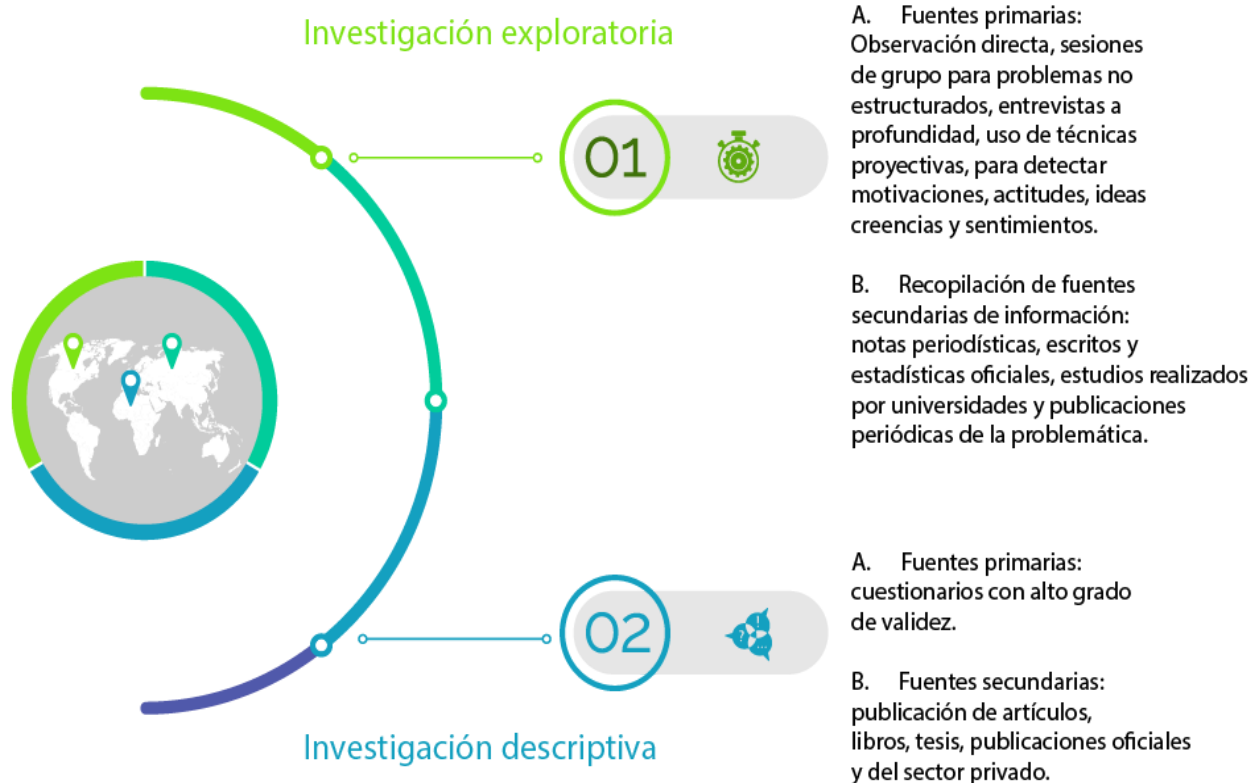 Investigación exploratoria
01
A. Fuentes primarias:
Observación directa, sesiones
de grupo para problemas no
estructurados, entrevistas a
profundidad, uso de técnicas
proyectivas, para detectar
motivaciones, actitudes, ideas
creencias y sentimientos.
B. Recopilación de fuentes
secundarias de información:
notas periodísticas, escritos y
estadísticas oficiales, estudios realizados
por universidades y publicaciones
periódicas de la problemática.
02
? ! ...
Investigación descriptiva
A. Fuentes primarias:
cuestionarios con alto grado
de validez.
B. Fuentes secundarias:
publicación de artículos,
libros, tesis, publicaciones oficiales
y del sector privado.